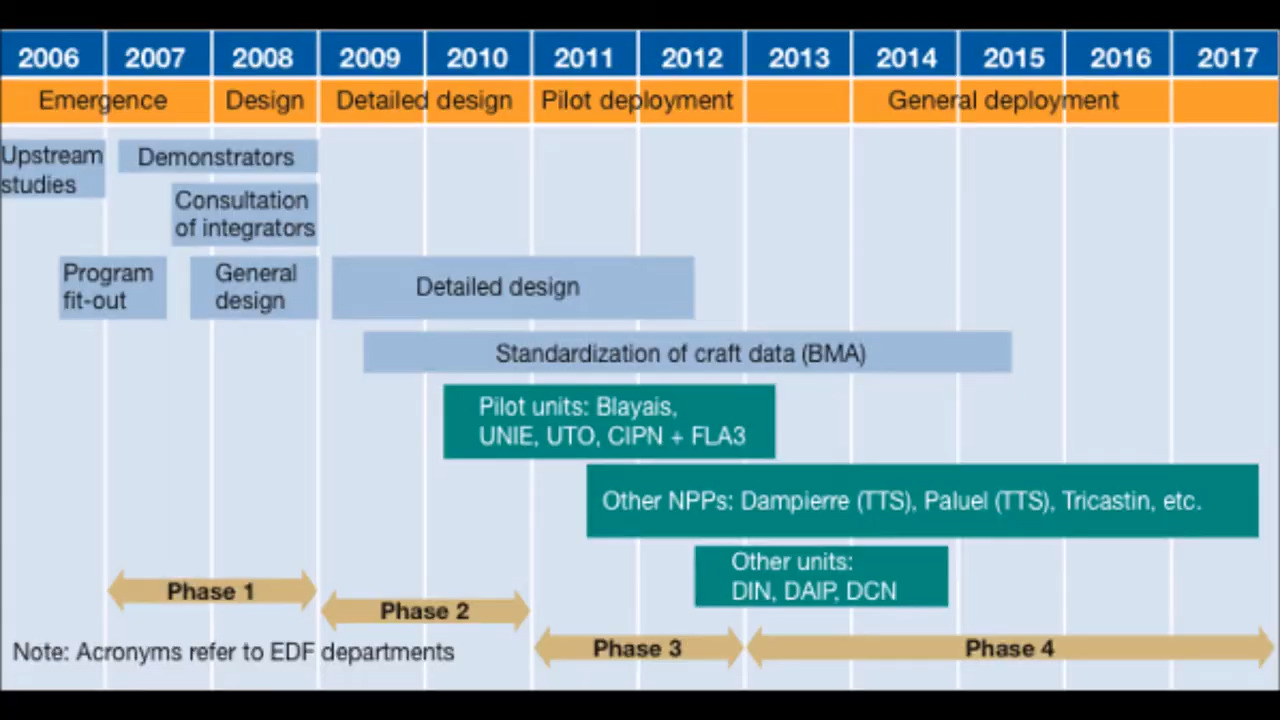 2006 2007 2008 2009 2010 2011 2012 2013 2014 2015 2016 2017
Emergence Design Detailed design Pilot deployment General deployment
Upstream
studies
Demonstrators
Consultation
of integrators
Program
fit-out
General
design
Detailed design
Standardization of craft data (BMA)
Pilot units: Blayais,
UNIE, UTO, CIPN + FLA3
Other NPPs: Dampierre (TTS), Paluel (TTS), Tricastin, etc.
Other units:
DIN, DAIP, DCN
Phase 1
Phase 2
Phase 3
Phase 4
Note: Acronyms refer to EDF departments